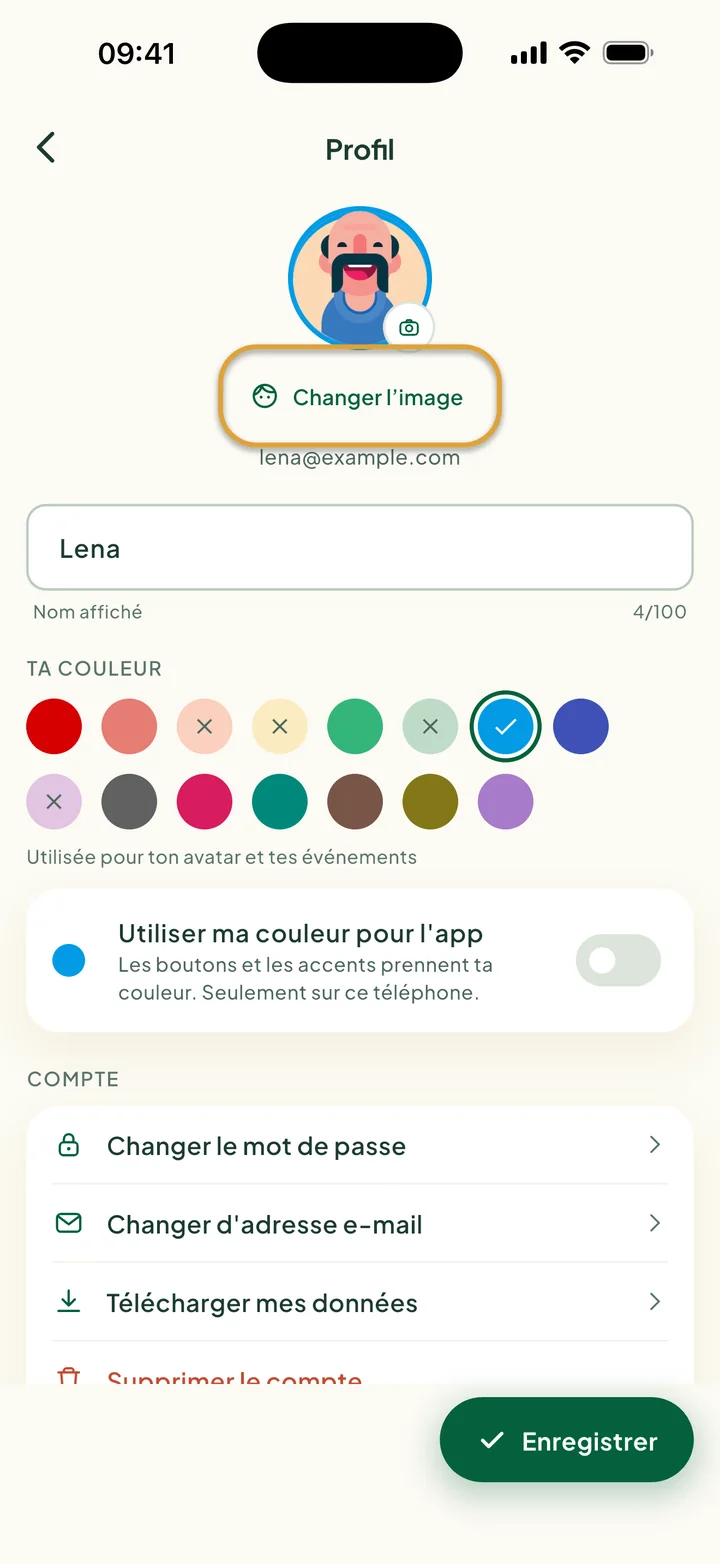 09:41
Profil
Changer l’image
lena@example.com
Lena
Nom affiché
4/100
TA COULEUR
Utilisée pour ton avatar et tes événements
Utiliser ma couleur pour l'app
Les boutons et les accents prennent ta
couleur. Seulement sur ce téléphone.
COMPTE
Changer le mot de passe
Changer d'adresse e-mail
Télécharger mes données
Supprimer le compte
Enregistrer